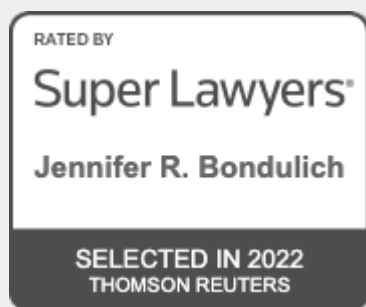 RATED BY
Super Lawyers®
Jennifer R. Bondulich
SELECTED IN 2022
THOMSON REUTERS